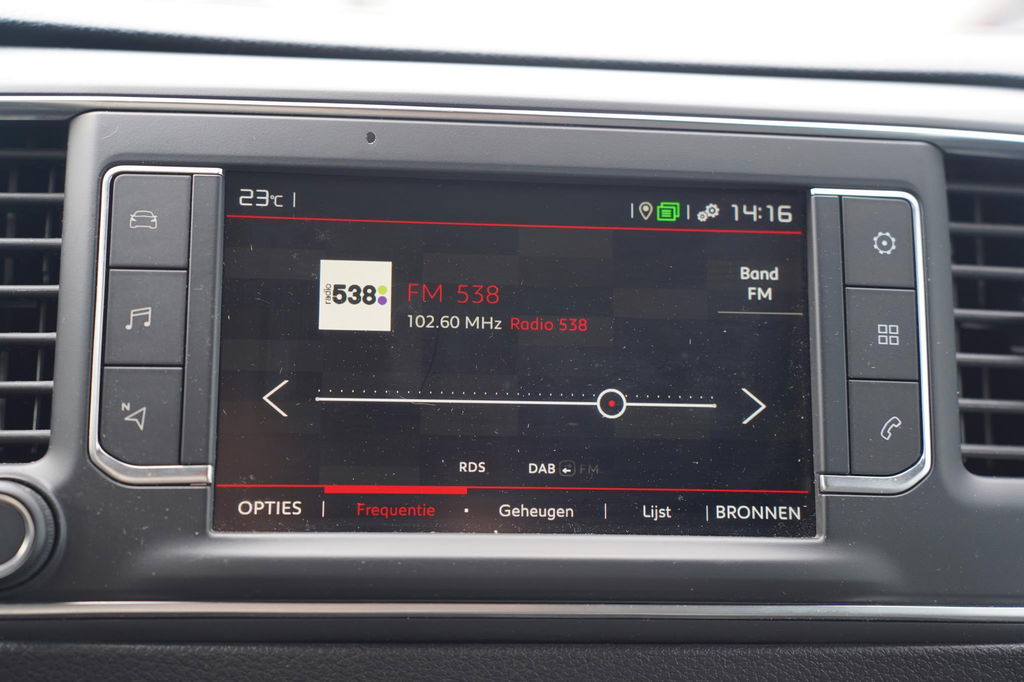 23°C
14:16
radio 538
FM 538
102.60 MHz Radio 538
Band
FM
N
RDS DAB FM
OPTIES Frequentie Geheugen Lijst BRONNEN